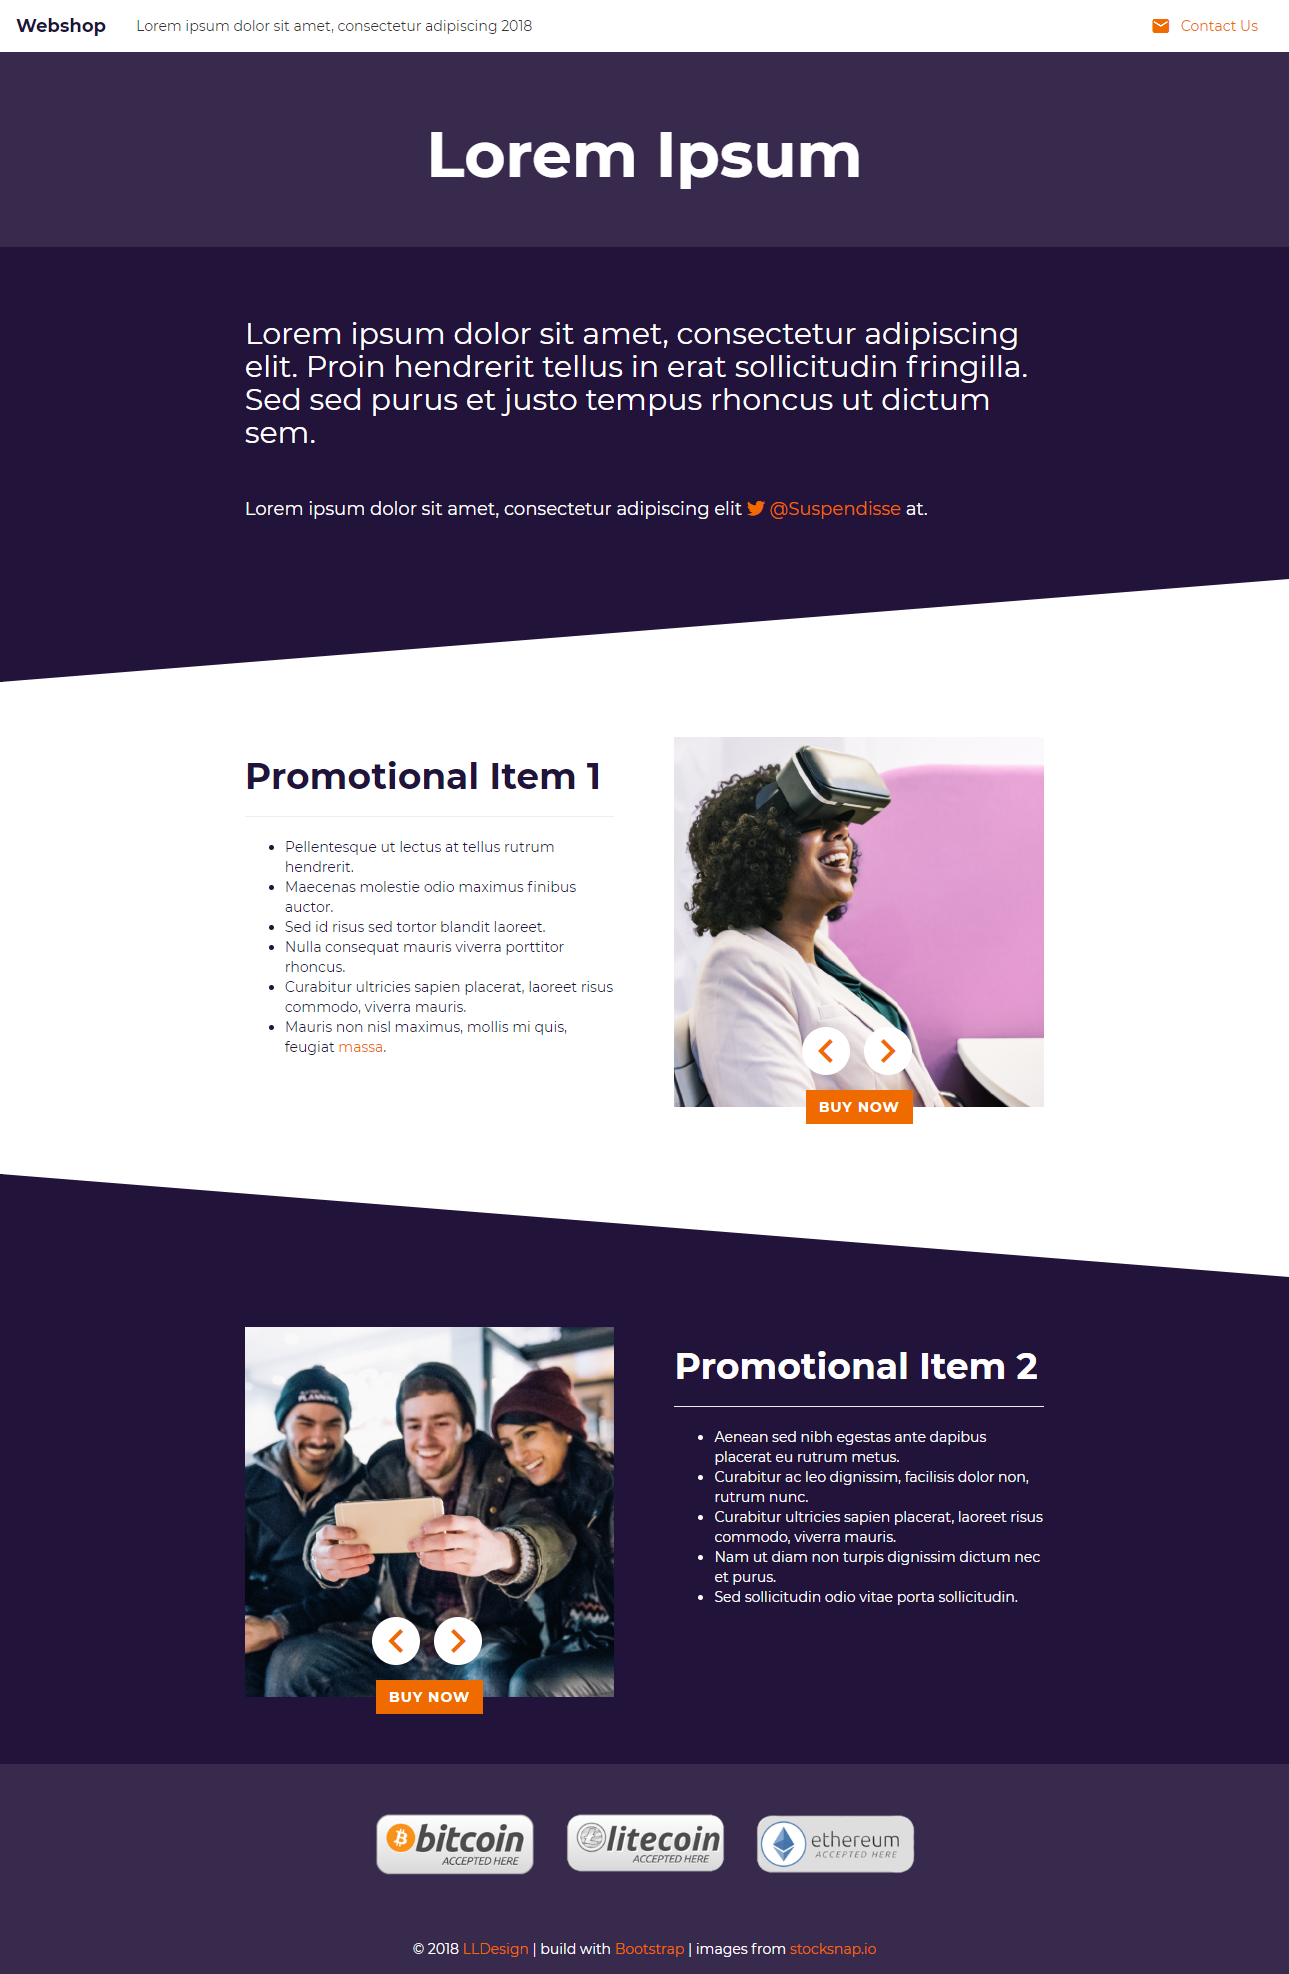 Webshop
Lorem ipsum dolor sit amet, consectetur adipiscing 2018
Contact Us
Lorem Ipsum
Lorem ipsum dolor sit amet, consectetur adipiscing
elit. Proin hendrerit tellus in erat sollicitudin fringilla.
Sed sed purus et justo tempus rhoncus ut dictum
sem.
Lorem ipsum dolor sit amet, consectetur adipiscing elit @Suspendisse at.
Promotional Item 1
Pellentesque ut lectus at tellus rutrum
hendrerit.
Maecenas molestie odio maximus finibus
auctor.
Sed id risus sed tortor blandit laoreet.
Nulla consequat mauris viverra porttitor
rhoncus.
Curabitur ultricies sapien placerat, laoreet risus
commodo, viverra mauris.
Mauris non nisl maximus, mollis mi quis,
feugiat massa.
BUY NOW
PLANNING
BUY NOW
Promotional Item 2
Aenean sed nibh egestas ante dapibus
placerat eu rutrum metus.
Curabitur ac leo dignissim, facilisis dolor non,
rutrum nunc.
Curabitur ultricies sapien placerat, laoreet risus
commodo, viverra mauris.
Nam ut diam non turpis dignissim dictum nec
et purus.
Sed sollicitudin odio vitae porta sollicitudin.
bitcoin
ACCEPTED HERE
litecoin
ACCEPTED HERE
ethereum
ACCEPTED HERE
© 2018 LLDesign | build with Bootstrap | images from stocksnap.io